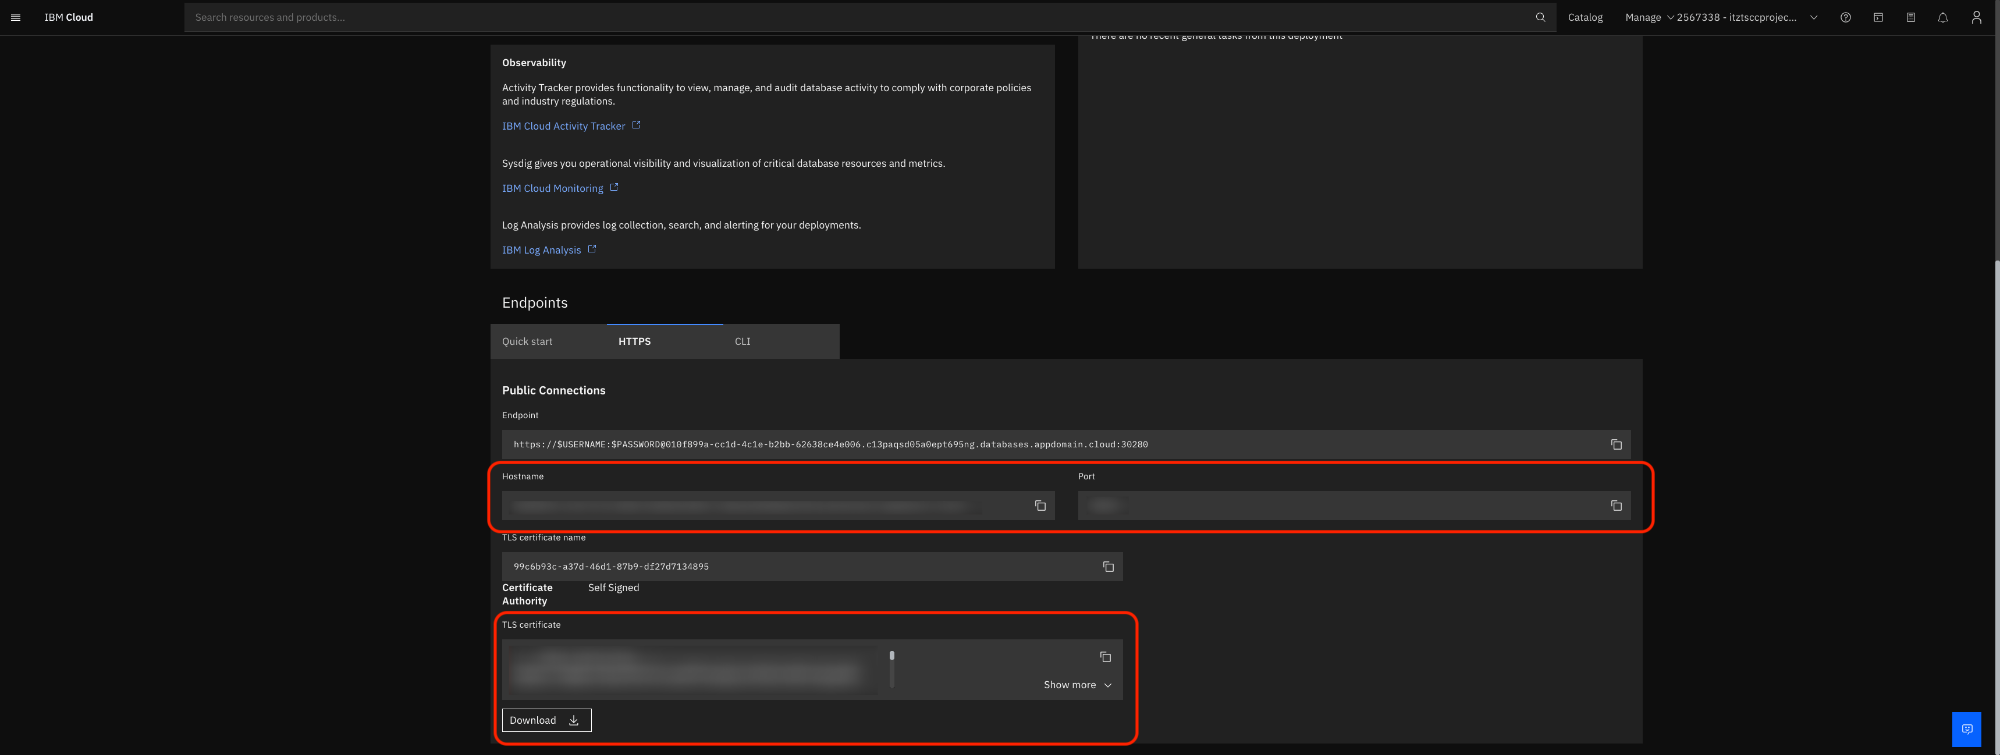 IBM Cloud
Search resources and products...
Catalog
Manage
2567338 - itztsccprojec...
There are no recent general tasks from this deployment
Observability
Activity Tracker provides functionality to view, manage, and audit database activity to comply with corporate policies
and industry regulations.
IBM Cloud Activity Tracker
Sysdig gives you operational visibility and visualization of critical database resources and metrics.
IBM Cloud Monitoring
Log Analysis provides log collection, search, and alerting for your deployments.
IBM Log Analysis
Endpoints
Quick start
HTTPS
CLI
Public Connections
Endpoint
https://$USERNAME:$PASSWORD@010f899a-cc1d-4c1e-b2bb-62638ce4e006.c13paqsd05a0ept695ng.databases.appdomain.cloud:30280
Hostname
Port
TLS certificate name
99c6b93c-a37d-46d1-87b9-df27d7134895
Certificate
Authority
Self Signed
TLS certificate
Show more
Download